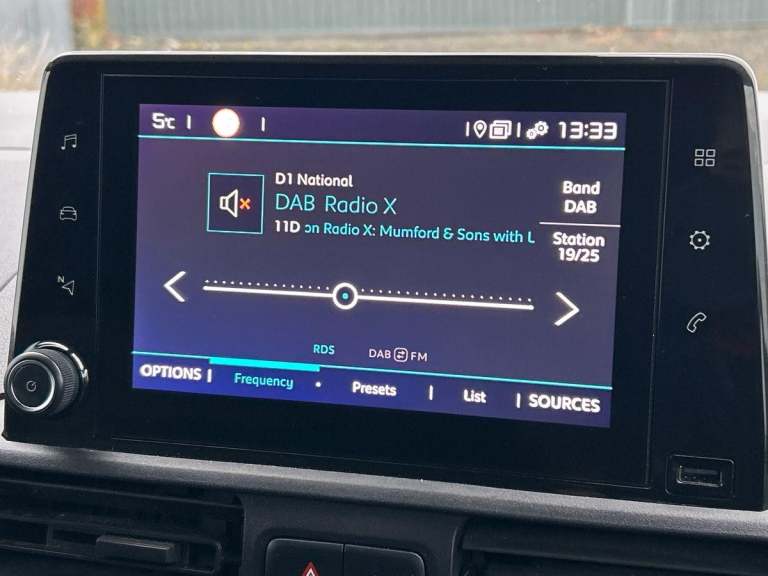 5°C
13:33
D1 National
DAB Radio X
11D on Radio X: Mumford & Sons with L
Band
DAB
Station
19/25
RDS
DAB FM
OPTIONS
Frequency
Presets
List
SOURCES
N